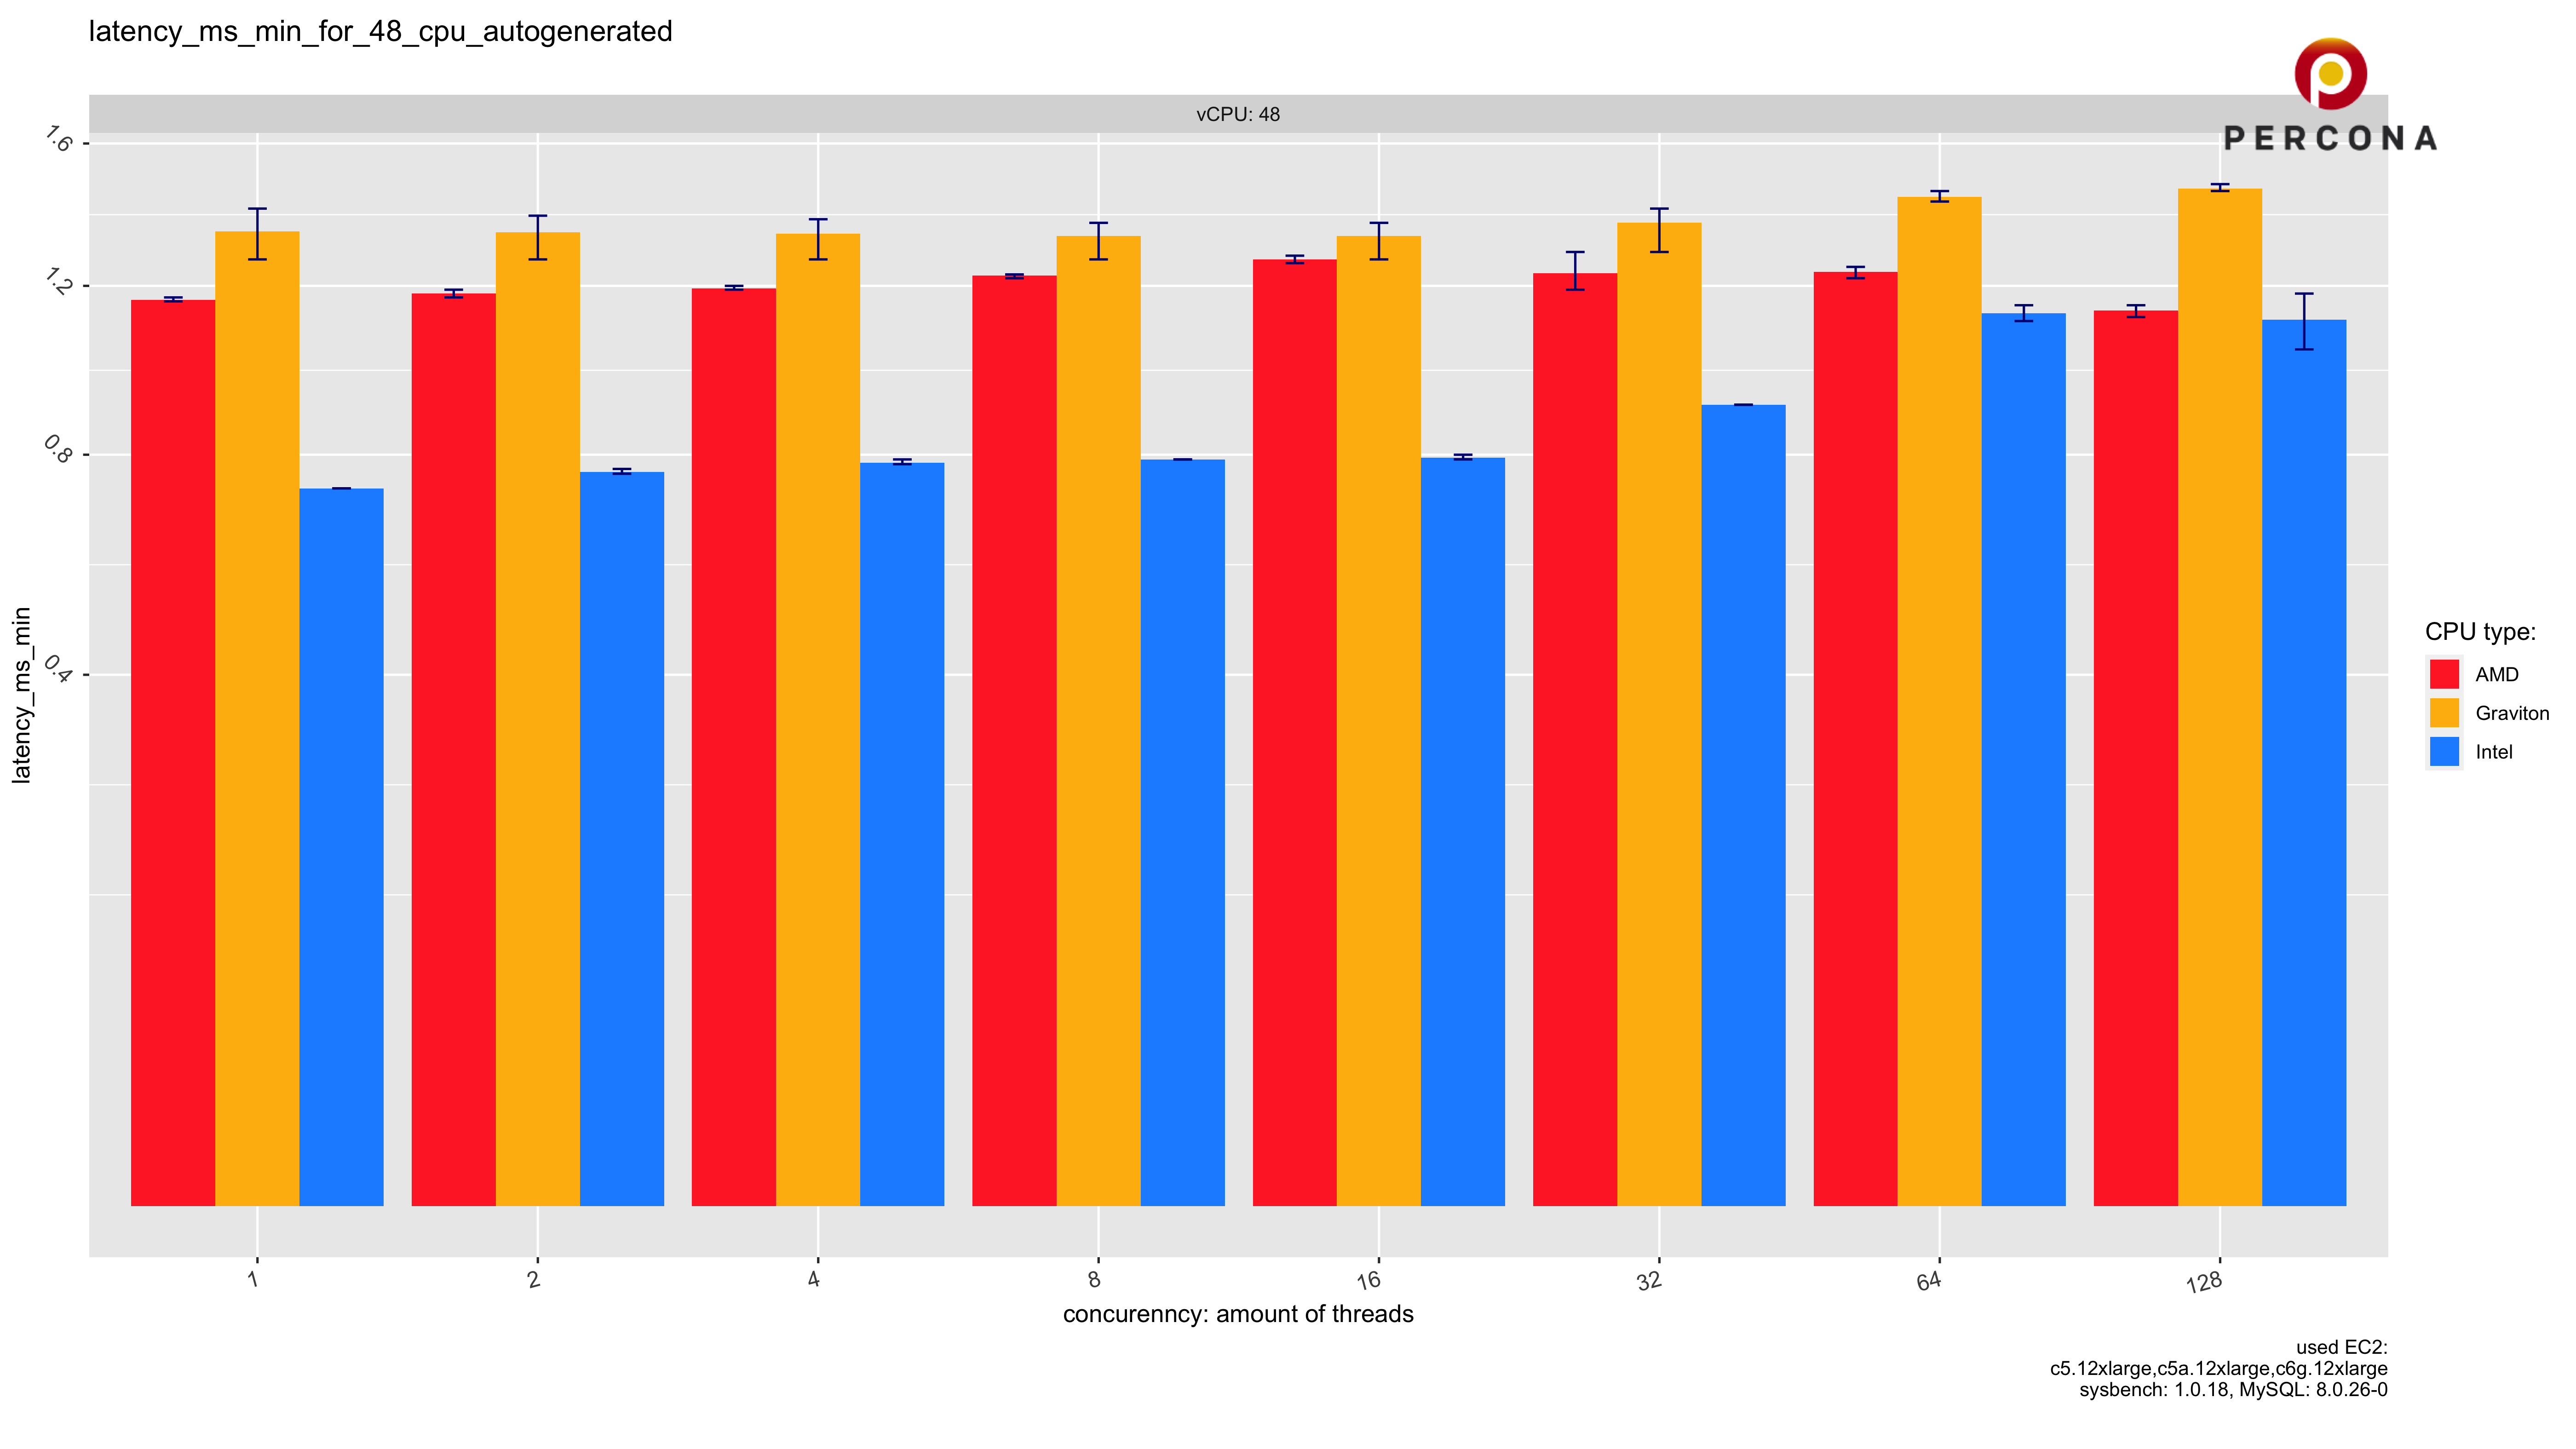 latency_ms_min_for_48_cpu_autogenerated
PERCONA
vCPU: 48
1.6
1.2
0.8
0.4
latency_ms_min
1
2
4
8
16
32
64
128
concurenncy: amount of threads
CPU type:
AMD
Graviton
Intel
used EC2:
c5.12xlarge,c5a.12xlarge,c6g.12xlarge
sysbench: 1.0.18, MySQL: 8.0.26-0